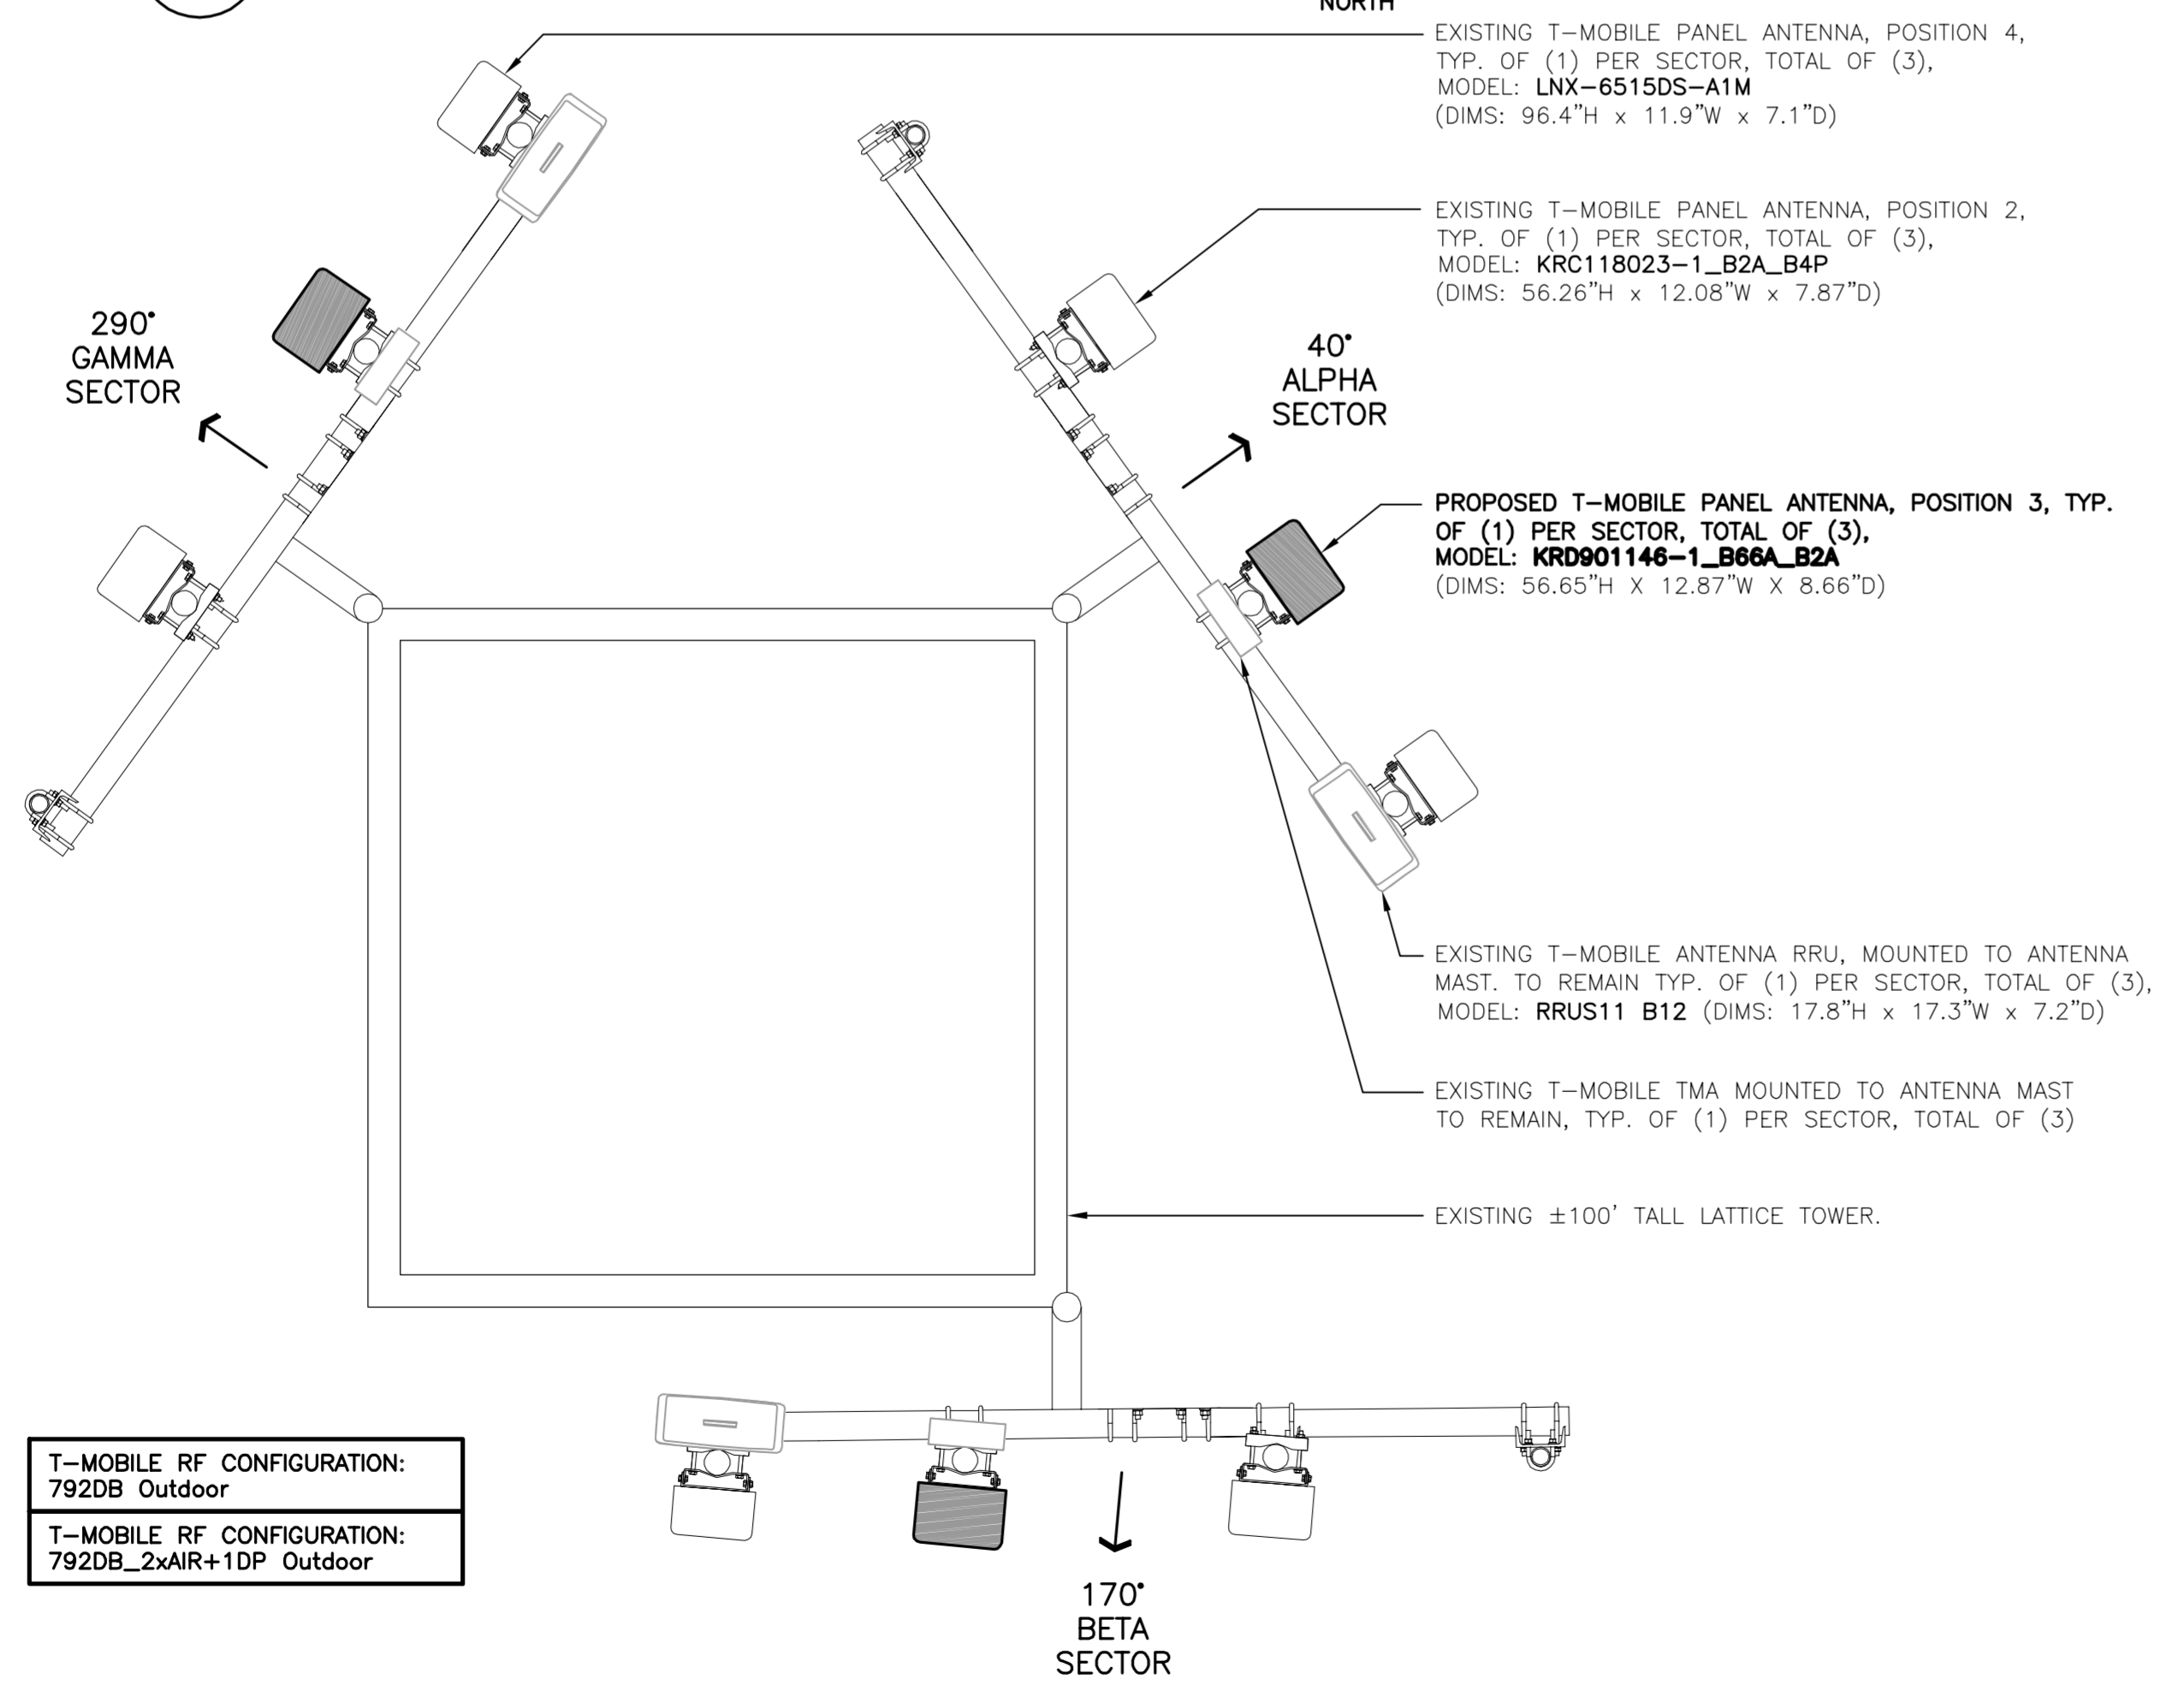 NORTH
EXISTING T-MOBILE PANEL ANTENNA, POSITION 4,
TYP. OF (1) PER SECTOR, TOTAL OF (3),
MODEL: LNX-6515DS-A1M
(DIMS: 96.4"H x 11.9"W x 7.1"D)
EXISTING T-MOBILE PANEL ANTENNA, POSITION 2,
TYP. OF (1) PER SECTOR, TOTAL OF (3),
MODEL: KRC118023-1_B2A_B4P
(DIMS: 56.26"H x 12.08"W x 7.87"D)
290°
GAMMA
SECTOR
40°
ALPHA
SECTOR
PROPOSED T-MOBILE PANEL ANTENNA, POSITION 3, TYP.
OF (1) PER SECTOR, TOTAL OF (3),
MODEL: KRD901146-1_B66A_B2A
(DIMS: 56.65"H X 12.87"W X 8.66"D)
EXISTING T-MOBILE ANTENNA RRU, MOUNTED TO ANTENNA
MAST. TO REMAIN TYP. OF (1) PER SECTOR, TOTAL OF (3),
MODEL: RRUS11 B12 (DIMS: 17.8"H x 17.3"W x 7.2"D)
EXISTING T-MOBILE TMA MOUNTED TO ANTENNA MAST
TO REMAIN, TYP. OF (1) PER SECTOR, TOTAL OF (3)
EXISTING ±100' TALL LATTICE TOWER.
T-MOBILE RF CONFIGURATION:
792DB Outdoor
T-MOBILE RF CONFIGURATION:
792DB_2xAIR+1DP Outdoor
170°
BETA
SECTOR